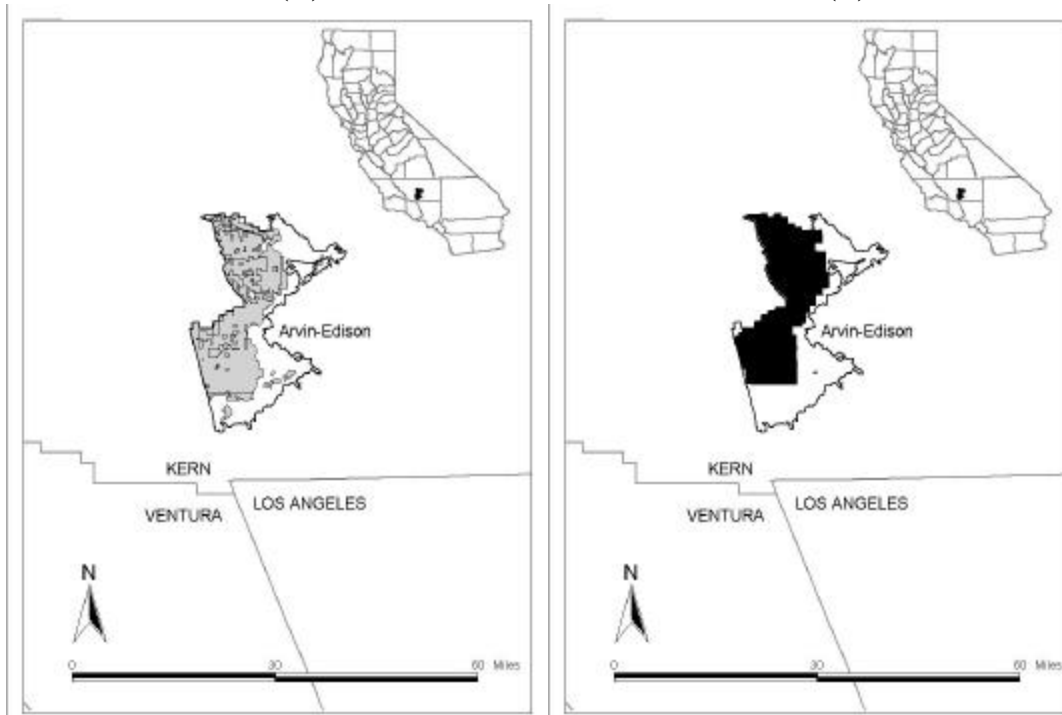 Arvin-Edison
KERN
LOS ANGELES
VENTURA
N
0 30 60 Miles
Arvin-Edison
KERN
LOS ANGELES
VENTURA
N
0 30 60 Miles